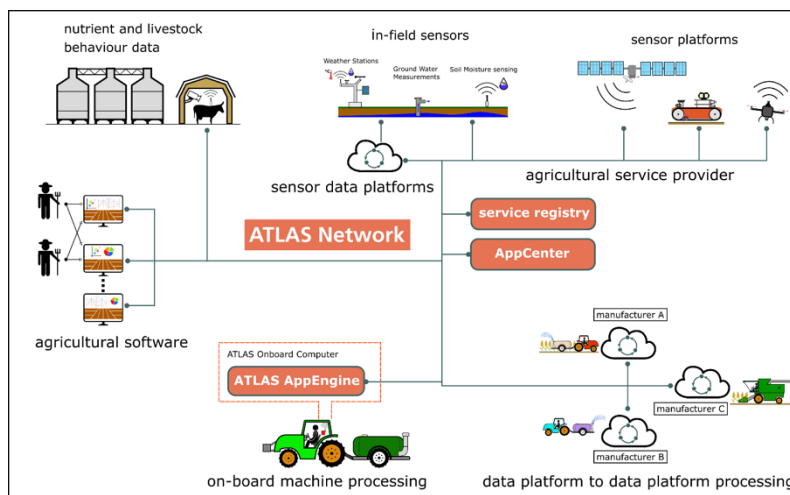 nutrient and livestock
behaviour data
in-field sensors
Weather Stations
Ground Water
Measurements
Soil Moisture sensing
sensor platforms
sensor data platforms
agricultural service provider
ATLAS Network
service registry
AppCenter
agricultural software
ATLAS Onboard Computer
ATLAS AppEngine
on-board machine processing
manufacturer A
manufacturer C
manufacturer B
data platform to data platform processing